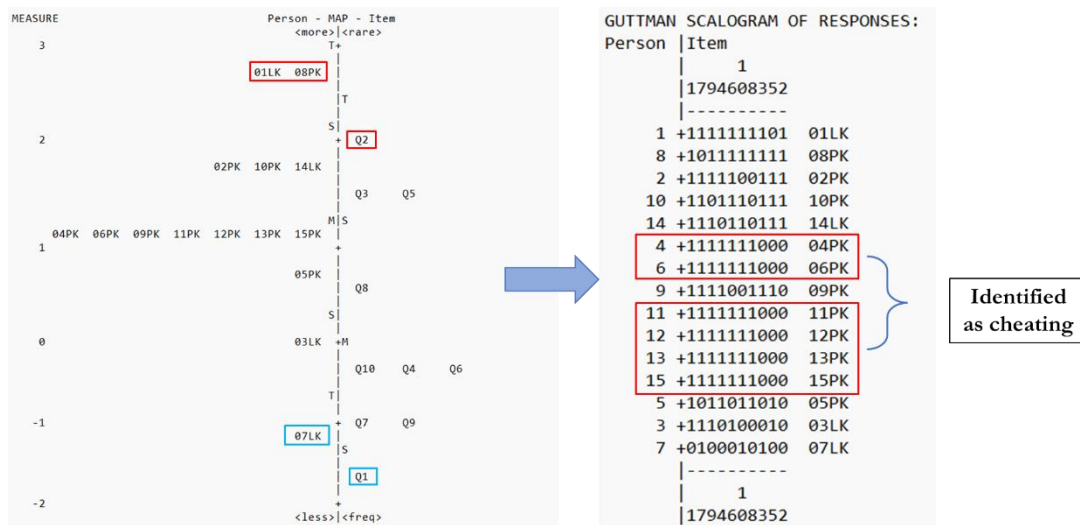 MEASURE Person - MAP - Item
<more>|<rare>
3 T+
|
01LK 08PK |
|
|T
|
S|
2 + Q2
|
02PK 10PK 14LK |
| Q3 Q5
|
M|S
04PK 06PK 09PK 11PK 12PK 13PK 15PK |
1 +
|
05PK |
| Q8
|
S|
|
0 03LK +M
|
| Q10 Q4 Q6
T|
|
-1 + Q7 Q9
07LK |
|S
|
| Q1
|
-2 +
<less>|<freq>
GUTTMAN SCALOGRAM OF RESPONSES:
Person |Item
| 1
|1794608352
|----------
1 +1111111101 01LK
8 +1011111111 08PK
2 +1111100111 02PK
10 +1101110111 10PK
14 +1110110111 14LK
4 +1111111000 04PK
6 +1111111000 06PK
9 +1111001110 09PK
11 +1111111000 11PK
12 +1111111000 12PK
13 +1111111000 13PK
15 +1111111000 15PK
5 +1011011010 05PK
3 +1110100010 03LK
7 +0100010100 07LK
|----------
| 1
|1794608352
Identified
as cheating